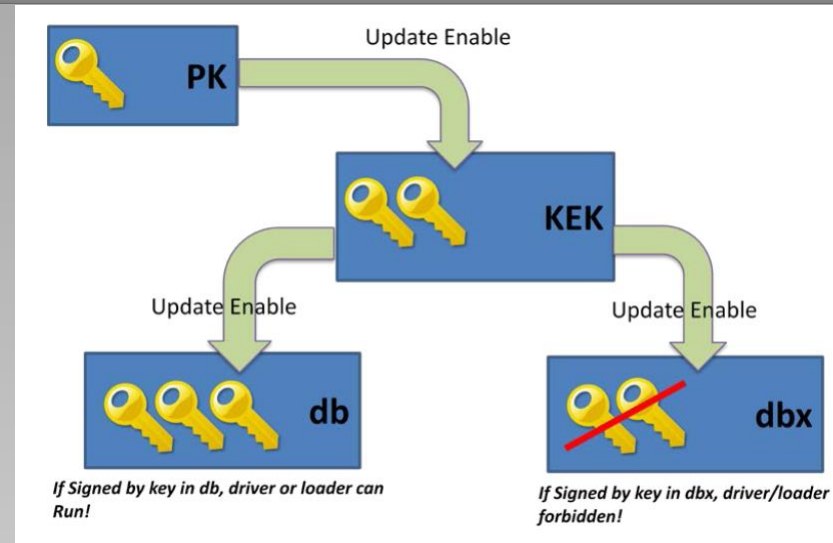 Update Enable
PK
KEK
Update Enable
Update Enable
db
dbx
If Signed by key in db, driver or loader can
Run!
If Signed by key in dbx, driver/loader
forbidden!